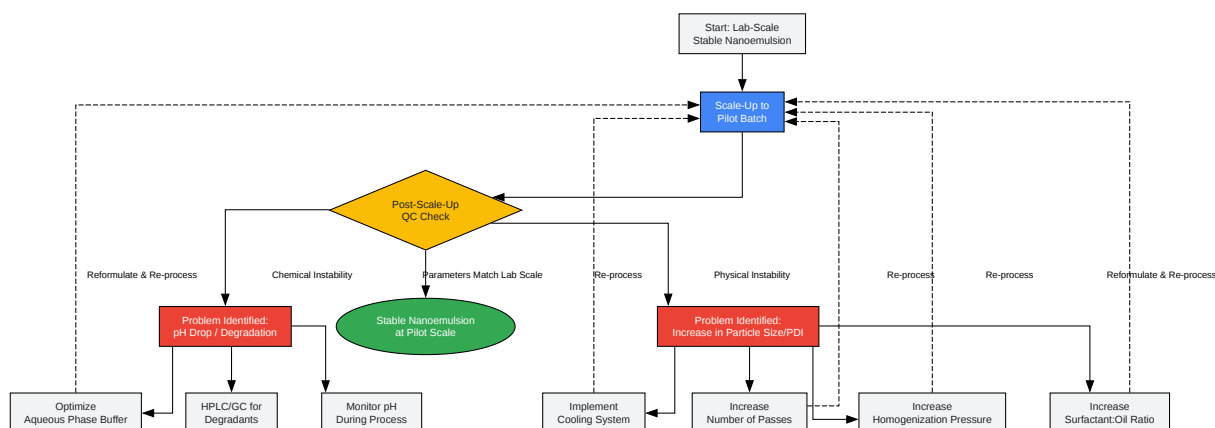 Start: Lab-Scale
Stable Nanoemulsion
Scale-Up to
Pilot Batch
Post-Scale-Up
QC Check
Reformulate & Re-process
Chemical Instability
Parameters Match Lab Scale
Re-process
Physical Instability
Re-process
Re-process
Reformulate & Re-process
Problem Identified:
pH Drop / Degradation
Stable Nanoemulsion
at Pilot Scale
Problem Identified:
Increase in Particle Size/PDI
Optimize
Aqueous Phase Buffer
HPLC/GC for
Degradants
Monitor pH
During Process
Implement
Cooling System
Increase
Number of Passes
Increase
Homogenization Pressure
Increase
Surfactant:Oil Ratio